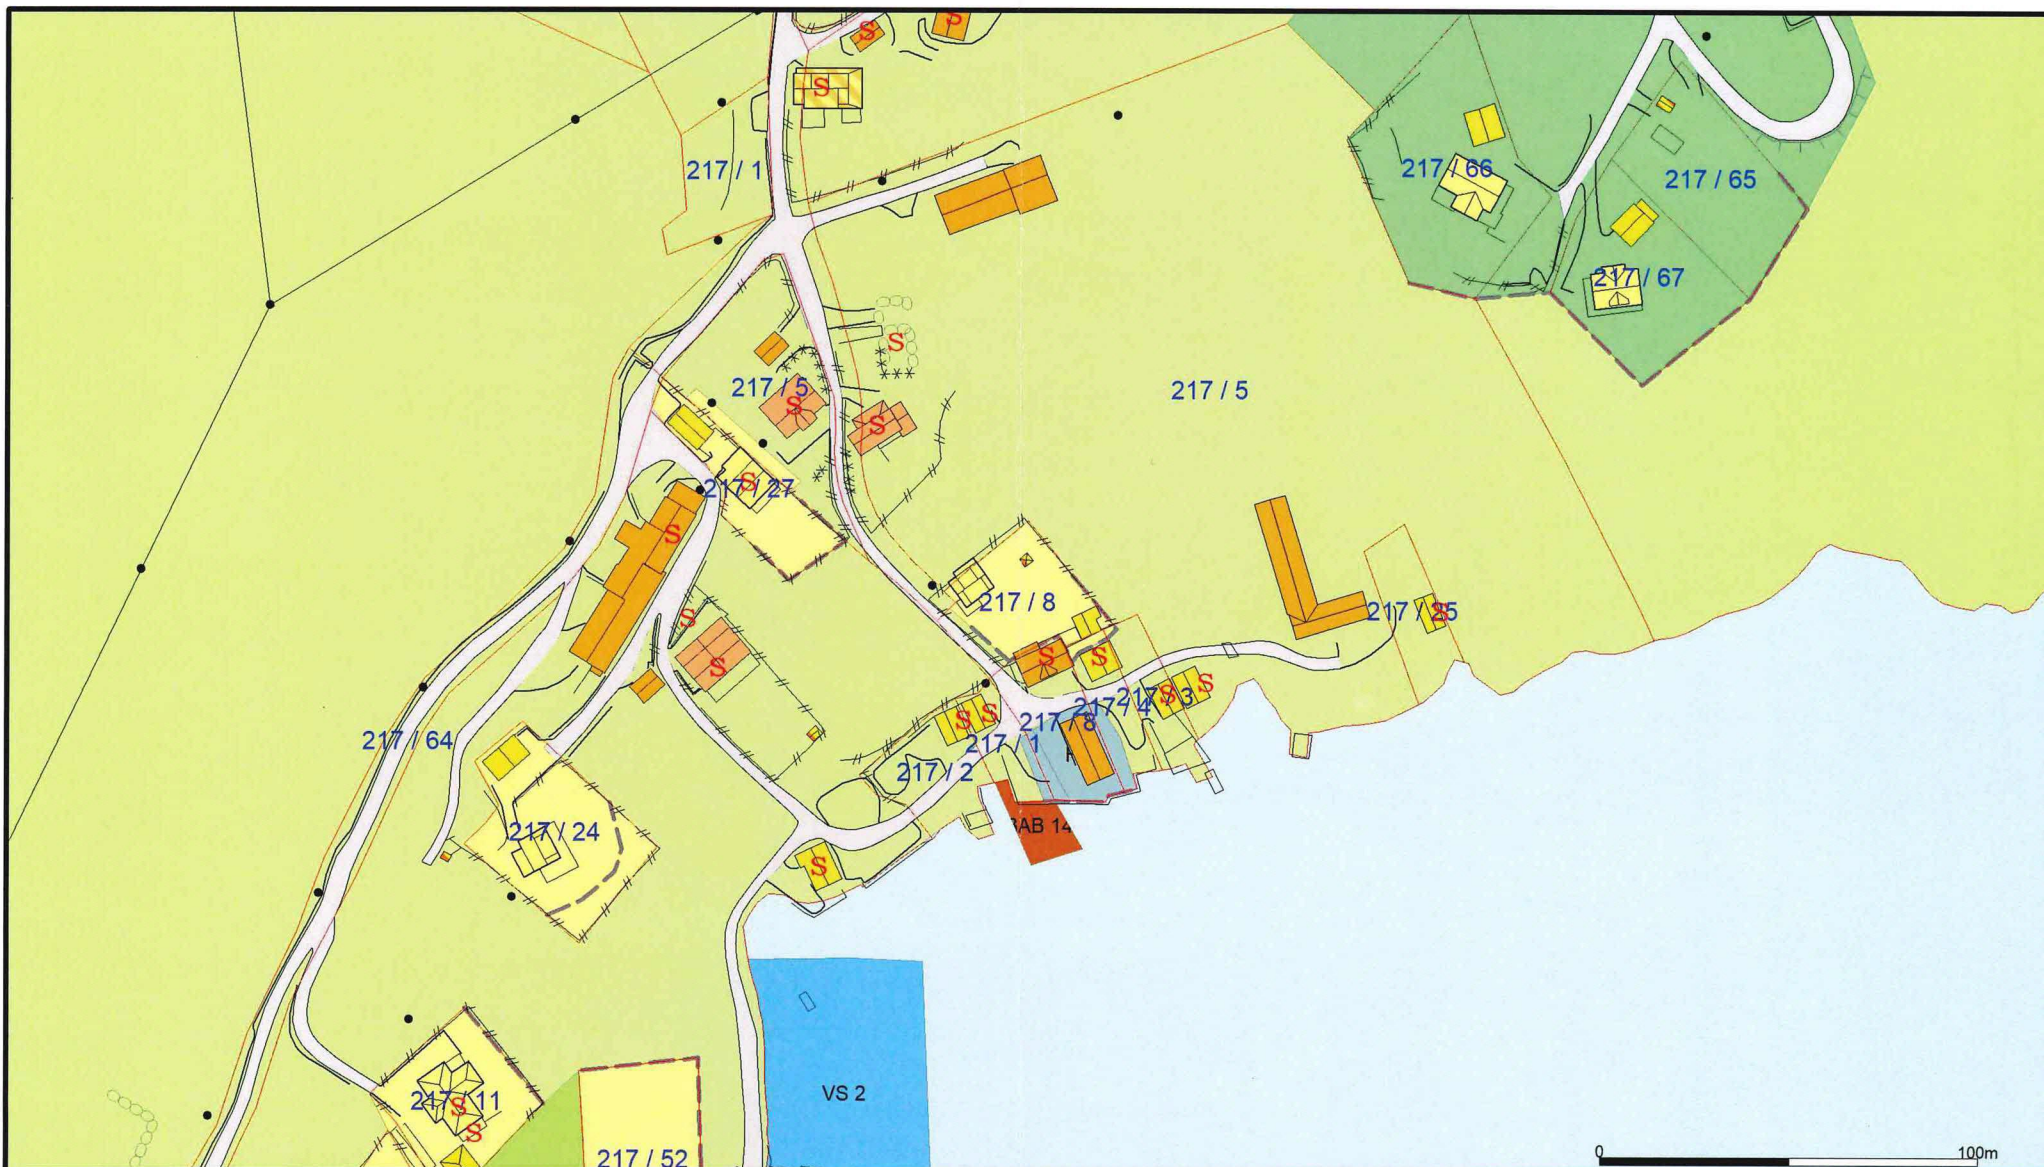 S
S
S
217 / 1
217 / 66
217 / 65
217 / 67
S
217 / 5
217 / 5
S
S
S
217 / 27
S
217 / 8
217 / 25
S
S
S
S
S
S
S
217 / 3
217 / 4
S
S
217 / 8
217 / 1
217 / 64
217 / 2
217 / 24
AB 14
S
VS 2
217 / 11
S
S
217 / 52
0
100m